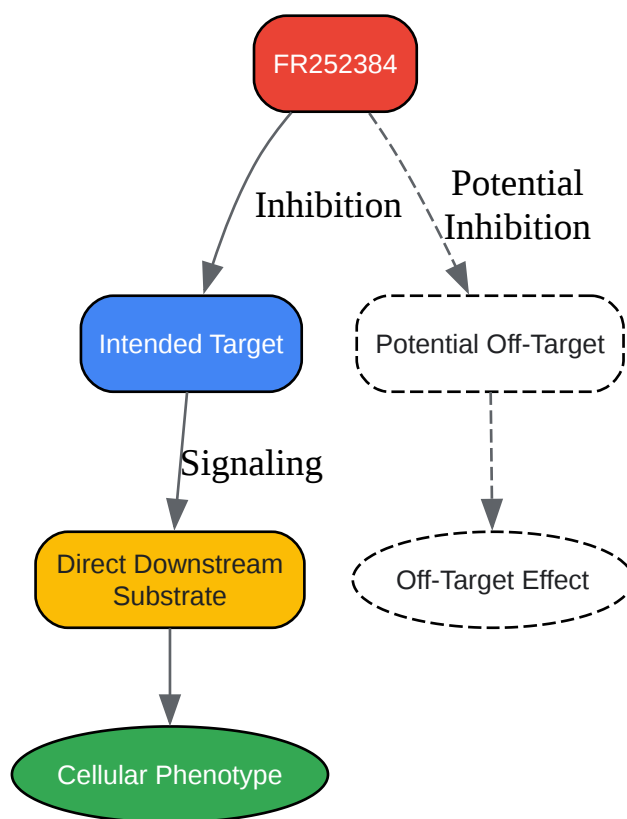 FR252384
Inhibition
Potential
Inhibition
Intended Target
Potential Off-Target
Signaling
Direct Downstream
Substrate
Off-Target Effect
Cellular Phenotype